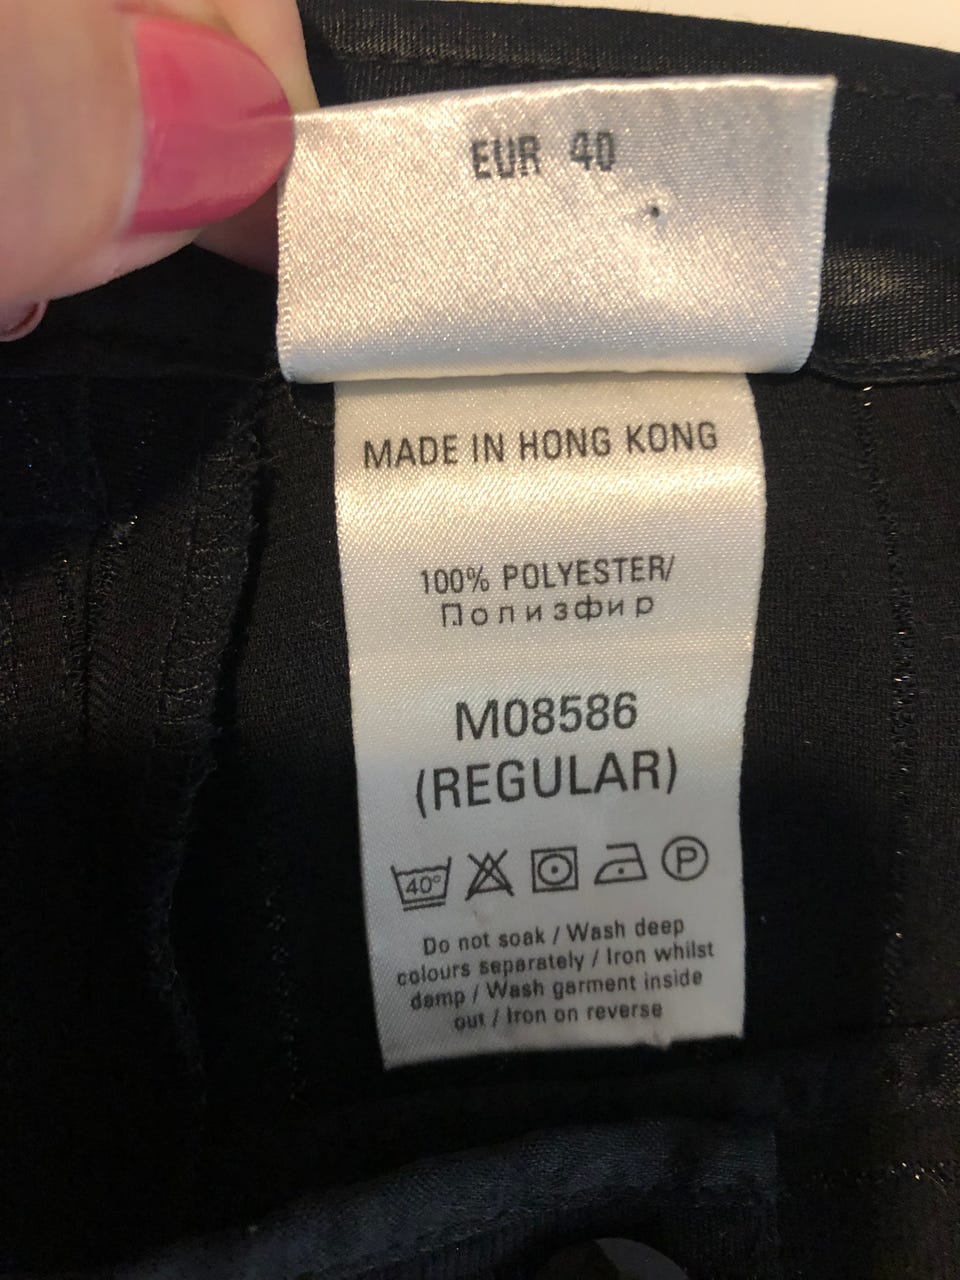 EUR 40
MADE IN HONG KONG
100% POLYESTER/
Полизфир
M08586
(REGULAR)
40° P
Do not soak / Wash deep
colours separately / Iron whilst
damp / Wash garment inside
out / Iron on reverse